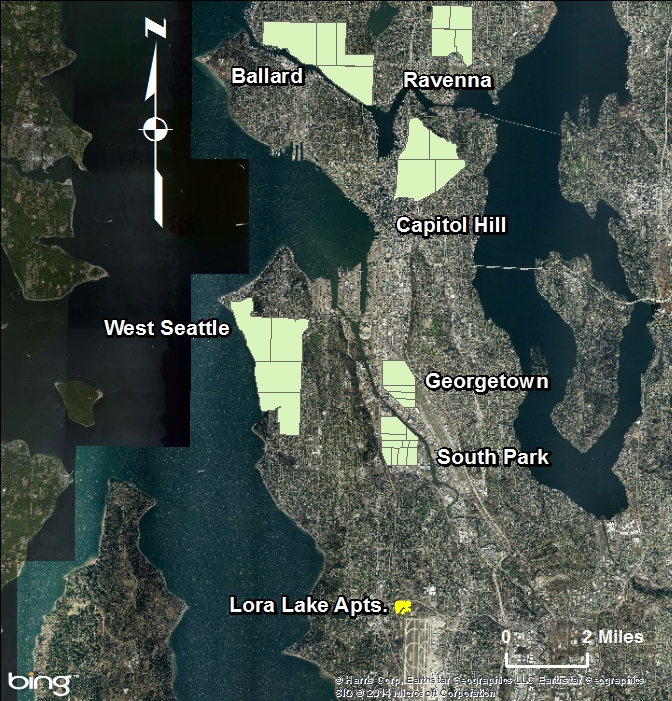 N
Ballard
Ravenna
Capitol Hill
West Seattle
Georgetown
South Park
Lora Lake Apts.
0 2 Miles
bing™
© Harris Corp, Earthstar Geographics LLC Earthstar Geographics
SIO © 2014 Microsoft Corporation